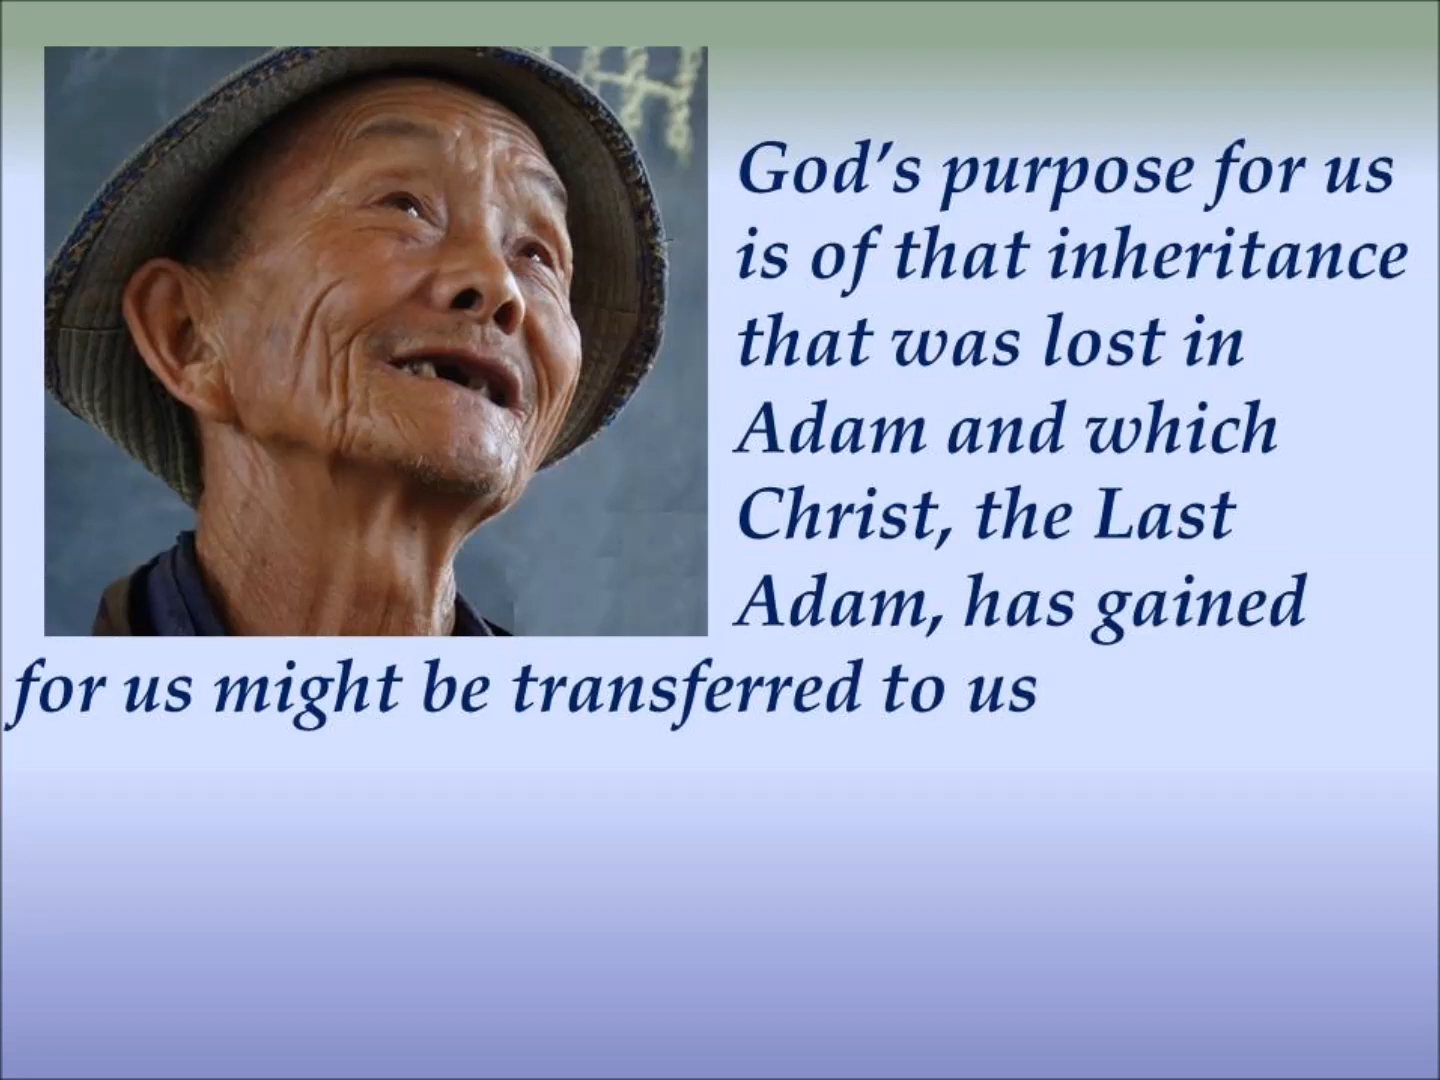 God’s purpose for us
is of that inheritance
that was lost in
Adam and which
Christ, the Last
Adam, has gained
for us might be transferred to us